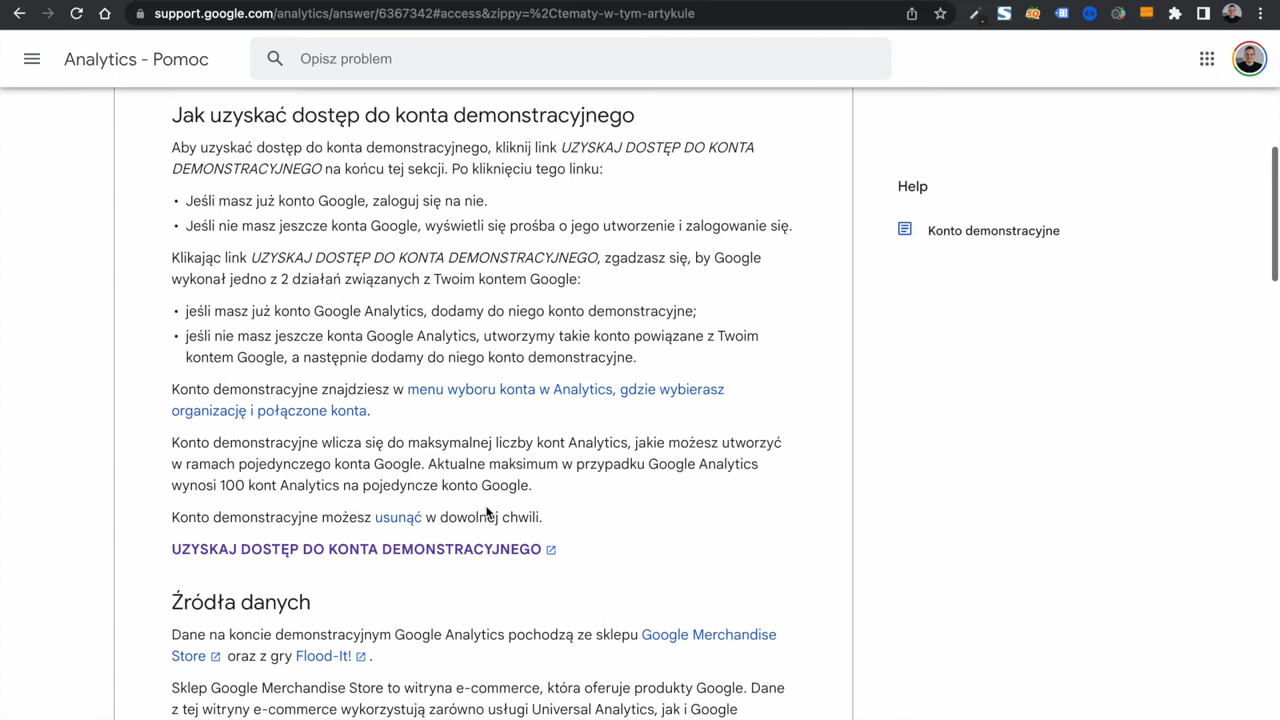 support.google.com/analytics/answer/6367342#access&zippy=%2Ctematy-w-tym-artykule
Analytics - Pomoc
Opisz problem
Jak uzyskać dostęp do konta demonstracyjnego
Aby uzyskać dostęp do konta demonstracyjnego, kliknij link UZYSKAJ DOSTĘP DO KONTA
DEMONSTRACYJNEGO na końcu tej sekcji. Po kliknięciu tego linku:
• Jeśli masz już konto Google, zaloguj się na nie.
• Jeśli nie masz jeszcze konta Google, wyświetli się prośba o jego utworzenie i zalogowanie się.
Klikając link UZYSKAJ DOSTĘP DO KONTA DEMONSTRACYJNEGO, zgadzasz się, by Google
wykonał jedno z 2 działań związanych z Twoim kontem Google:
• jeśli masz już konto Google Analytics, dodamy do niego konto demonstracyjne;
• jeśli nie masz jeszcze konta Google Analytics, utworzymy takie konto powiązane z Twoim
kontem Google, a następnie dodamy do niego konto demonstracyjne.
Konto demonstracyjne znajdziesz w menu wyboru konta w Analytics, gdzie wybierasz
organizację i połączone konta.
Konto demonstracyjne wlicza się do maksymalnej liczby kont Analytics, jakie możesz utworzyć
w ramach pojedynczego konta Google. Aktualne maksimum w przypadku Google Analytics
wynosi 100 kont Analytics na pojedyncze konto Google.
Konto demonstracyjne możesz usunąć w dowolnej chwili.
UZYSKAJ DOSTĘP DO KONTA DEMONSTRACYJNEGO
Źródła danych
Dane na koncie demonstracyjnym Google Analytics pochodzą ze sklepu Google Merchandise
Store oraz z gry Flood-It! .
Sklep Google Merchandise Store to witryna e-commerce, która oferuje produkty Google. Dane
z tej witryny e-commerce wykorzystują zarówno usługi Universal Analytics, jak i Google
Help
Konto demonstracyjne